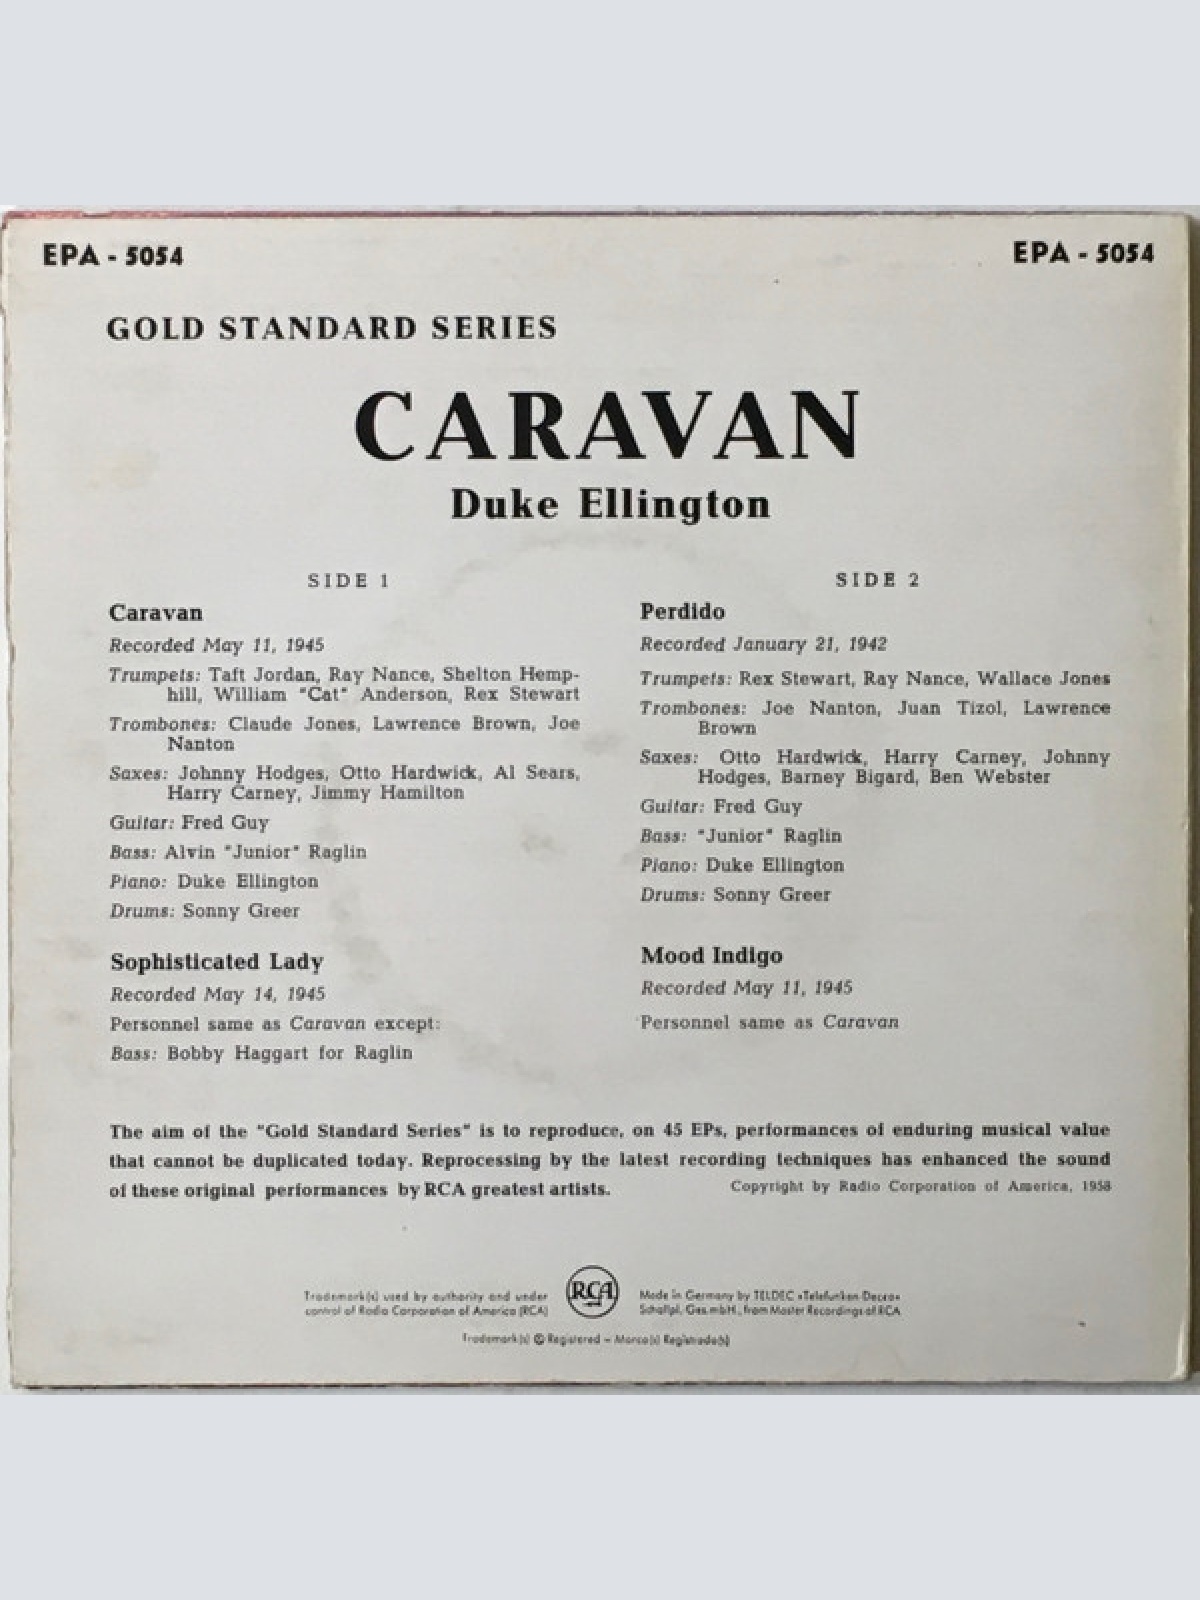 EPA - 5054
EPA - 5054
GOLD STANDARD SERIES
CARAVAN
Duke Ellington
SIDE 1
Caravan
Recorded May 11, 1945
Trumpets: Taft Jordan, Ray Nance, Shelton Hemp-
hill, William "Cat" Anderson, Rex Stewart
Trombones: Claude Jones, Lawrence Brown, Joe
Nanton
Saxes: Johnny Hodges, Otto Hardwick, Al Sears,
Harry Carney, Jimmy Hamilton
Guitar: Fred Guy
Bass: Alvin "Junior" Raglin
Piano: Duke Ellington
Drums: Sonny Greer
Sophisticated Lady
Recorded May 14, 1945
Personnel same as Caravan except:
Bass: Bobby Haggart for Raglin
SIDE 2
Perdido
Recorded January 21, 1942
Trumpets: Rex Stewart, Ray Nance, Wallace Jones
Trombones: Joe Nanton, Juan Tizol, Lawrence
Brown
Saxes: Otto Hardwick, Harry Carney, Johnny
Hodges, Barney Bigard, Ben Webster
Guitar: Fred Guy
Bass: "Junior" Raglin
Piano: Duke Ellington
Drums: Sonny Greer
Mood Indigo
Recorded May 11, 1945
Personnel same as Caravan
The aim of the "Gold Standard Series" is to reproduce, on 45 EPs, performances of enduring musical value
that cannot be duplicated today. Reprocessing by the latest recording techniques has enhanced the sound
of these original performances by RCA greatest artists.
Copyright by Radio Corporation of America, 1958
Trademark(s) used by authority and under
control of Radio Corporation of America (RCA)
RCA
Made in Germany by TELDEC »Telefunken-Decca«
Schallpl. Ges.mbH., from Master Recordings of RCA
Trademark(s) ® Registered – Marca(s) Registrada(s)